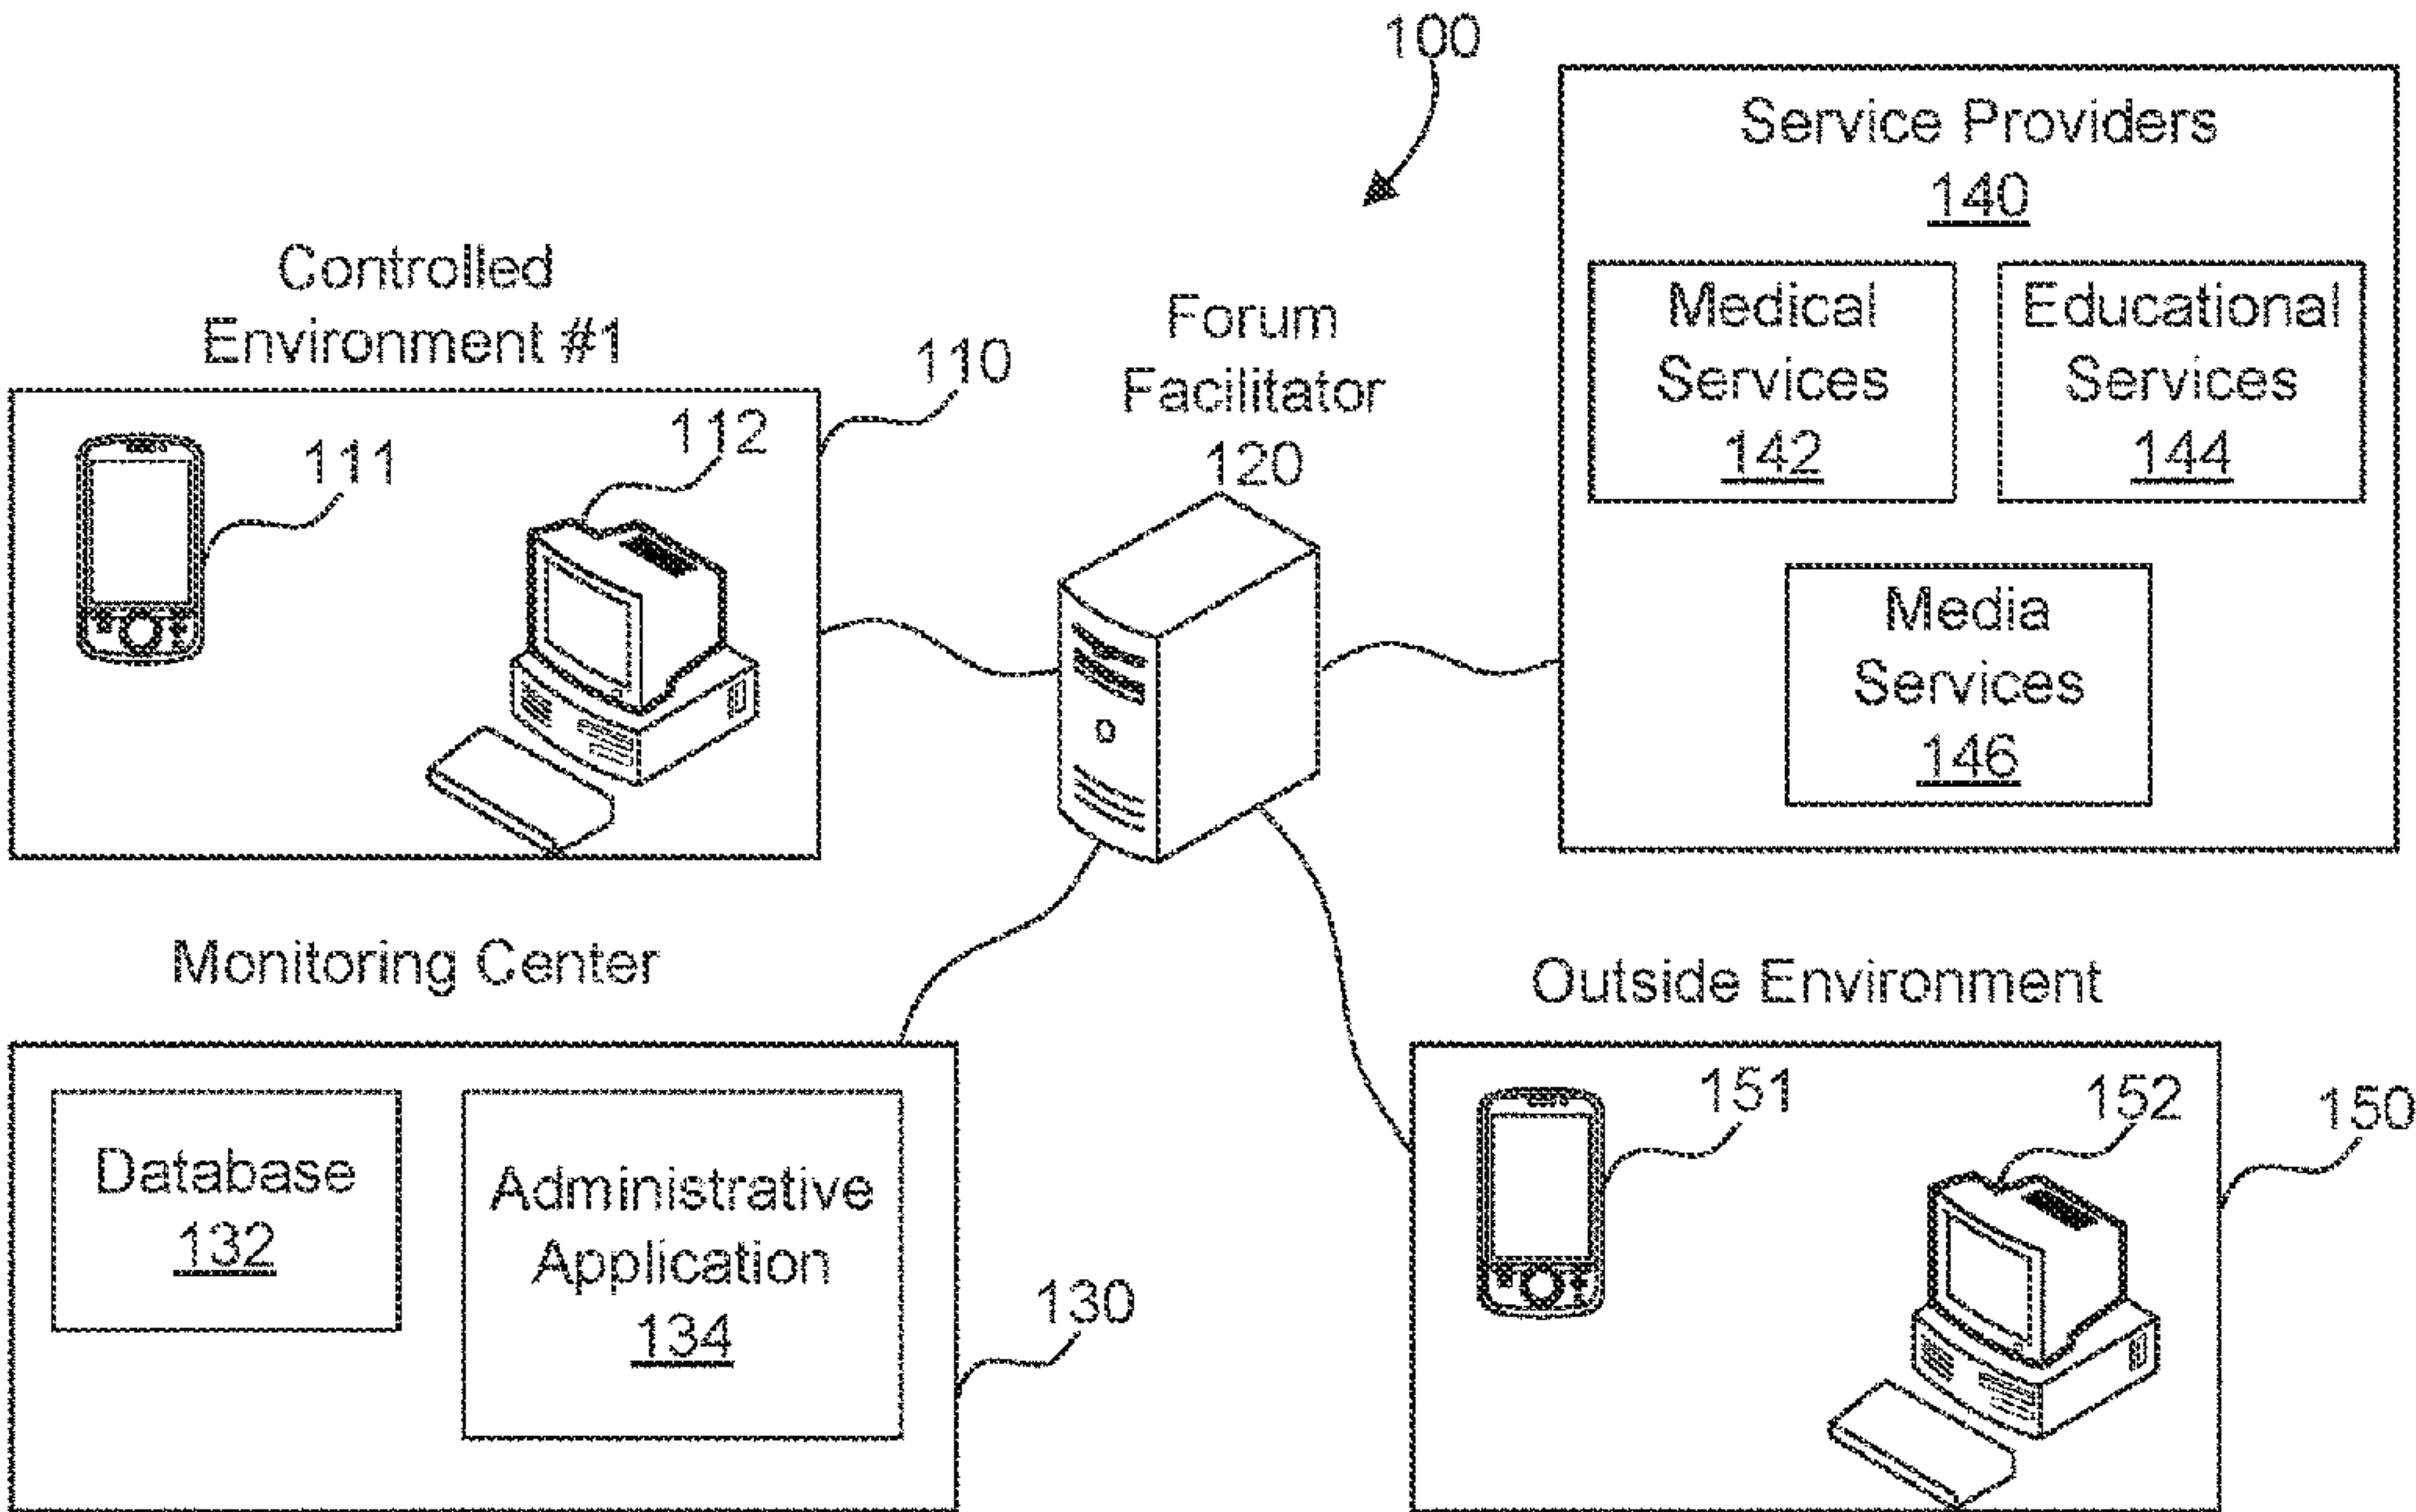 100
Service Providers
140
Medical
Services
142
Educational
Services
144
Media
Services
146
Controlled
Environment #1
110
111
112
Forum
Facilitator
120
Monitoring Center
Database
132
Administrative
Application
134
130
Outside Environment
151
152
150